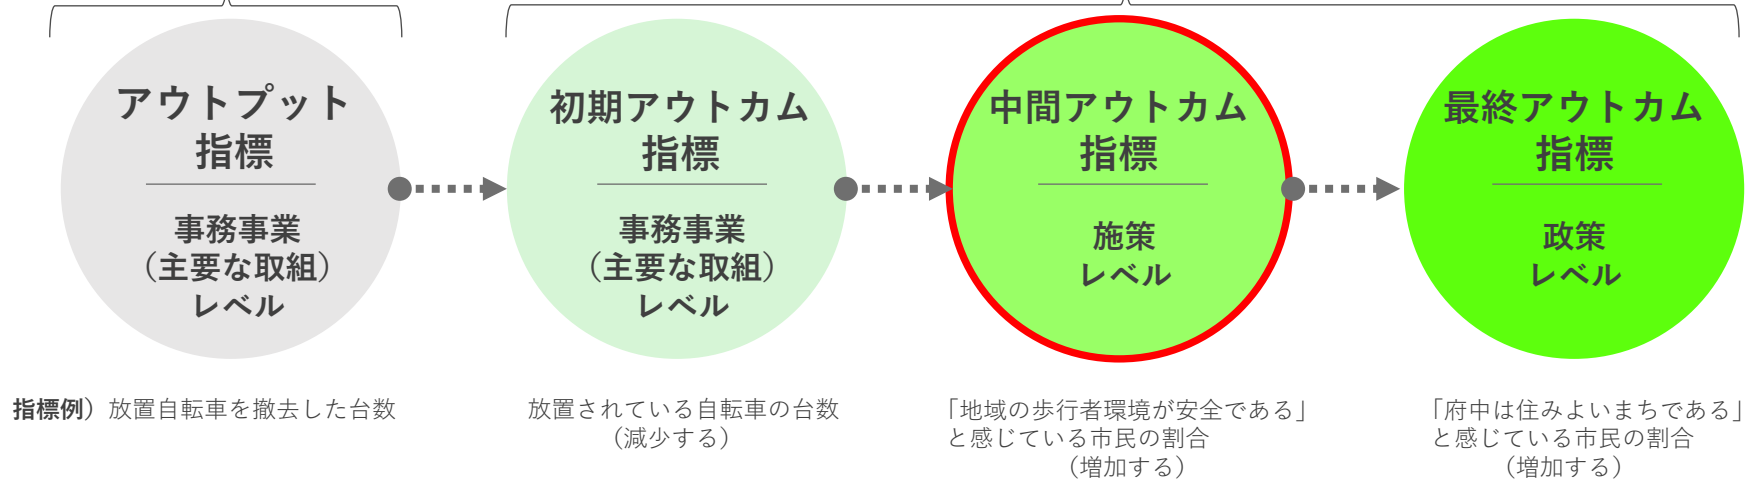 アウトプット
指標
事務事業
（主要な取組）
レベル
初期アウトカム
指標
事務事業
（主要な取組）
レベル
中間アウトカム
指標
施策
レベル
最終アウトカム
指標
政策
レベル
指標例）放置自転車を撤去した台数
放置されている自転車の台数
（減少する）
「地域の歩行者環境が安全である」
と感じている市民の割合
（増加する）
「府中は住みよいまちである」
と感じている市民の割合
（増加する）